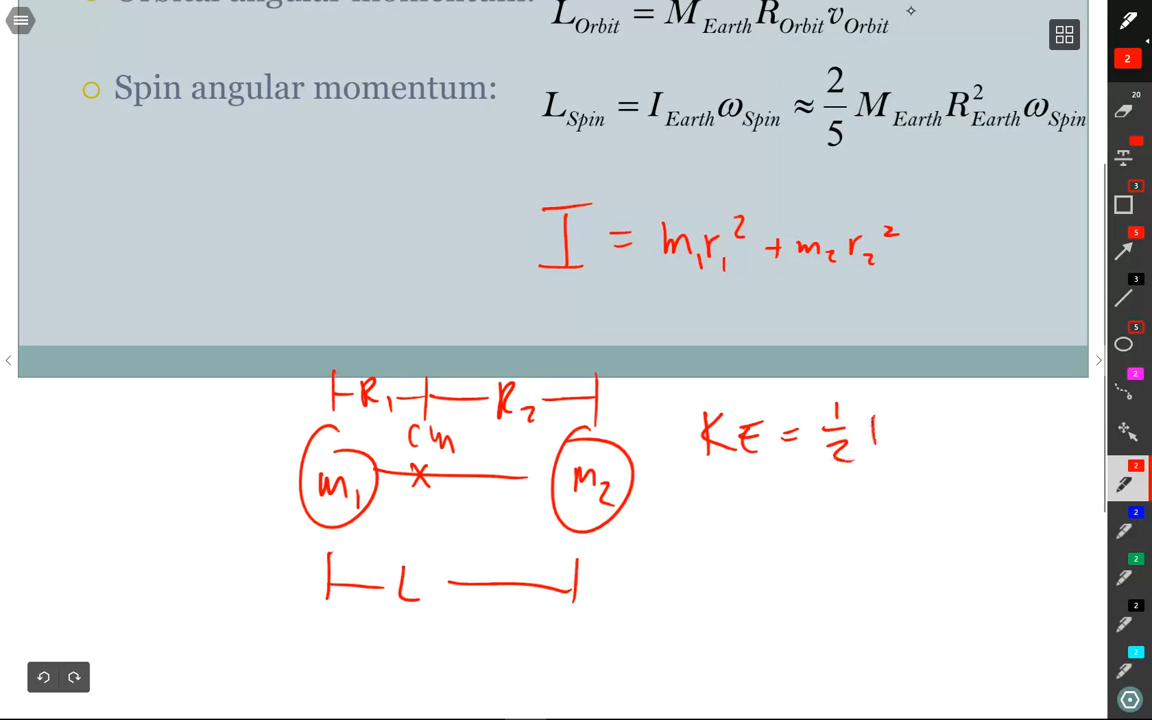 Orbital angular momentum: L_Orbit = M_Earth R_Orbit v_Orbit
Spin angular momentum: L_Spin = I_Earth ω_Spin ≈ 2/5 M_Earth R²_Earth ω_Spin
I = m₁r₁² + m₂r₂²
R₁ R₂
cm
m₁ x m₂
KE = 1/2 I
L
2
20
3
5
3
5
2
2
2
2
2
2